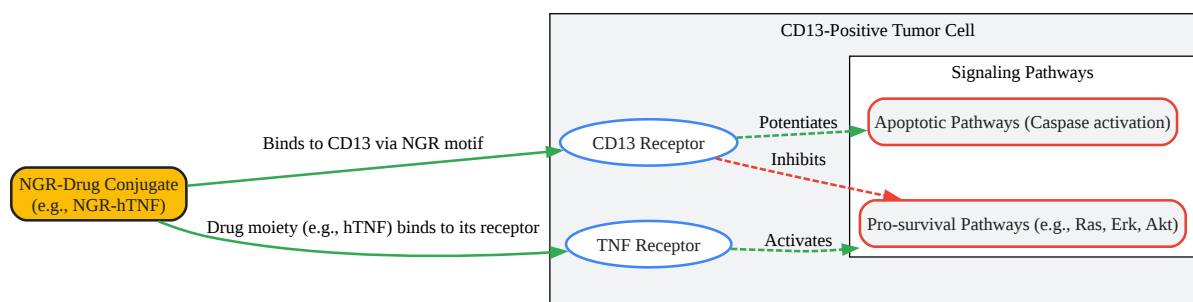 CD13-Positive Tumor Cell
Signaling Pathways
Potentiates
Apoptotic Pathways (Caspase activation)
Binds to CD13 via NGR motif
CD13 Receptor
Inhibits
NGR-Drug Conjugate
(e.g., NGR-hTNF)
Drug moiety (e.g., hTNF) binds to its receptor
TNF Receptor
Activates
Pro-survival Pathways (e.g., Ras, Erk, Akt)